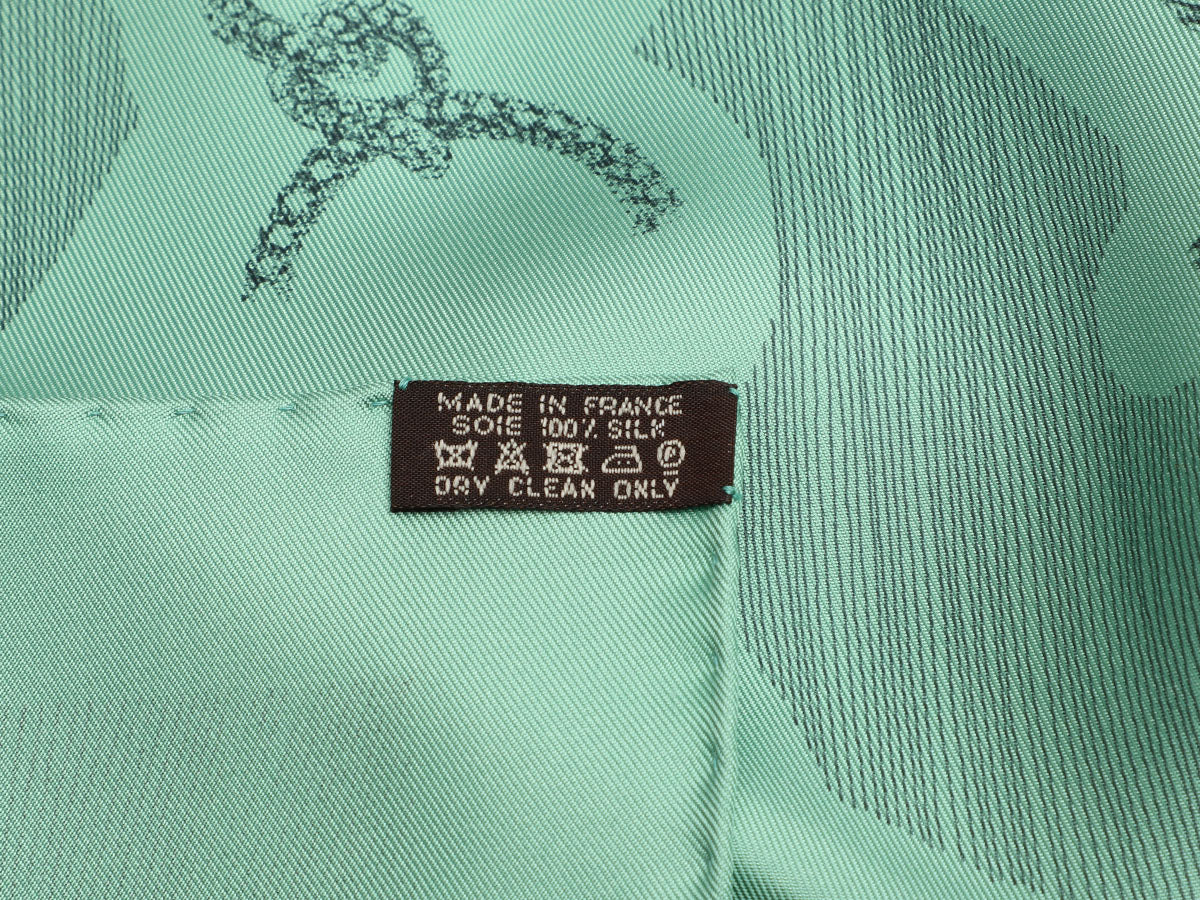 MADE IN FRANCE
SOIE 100% SILK
P
DRY CLEAN ONLY